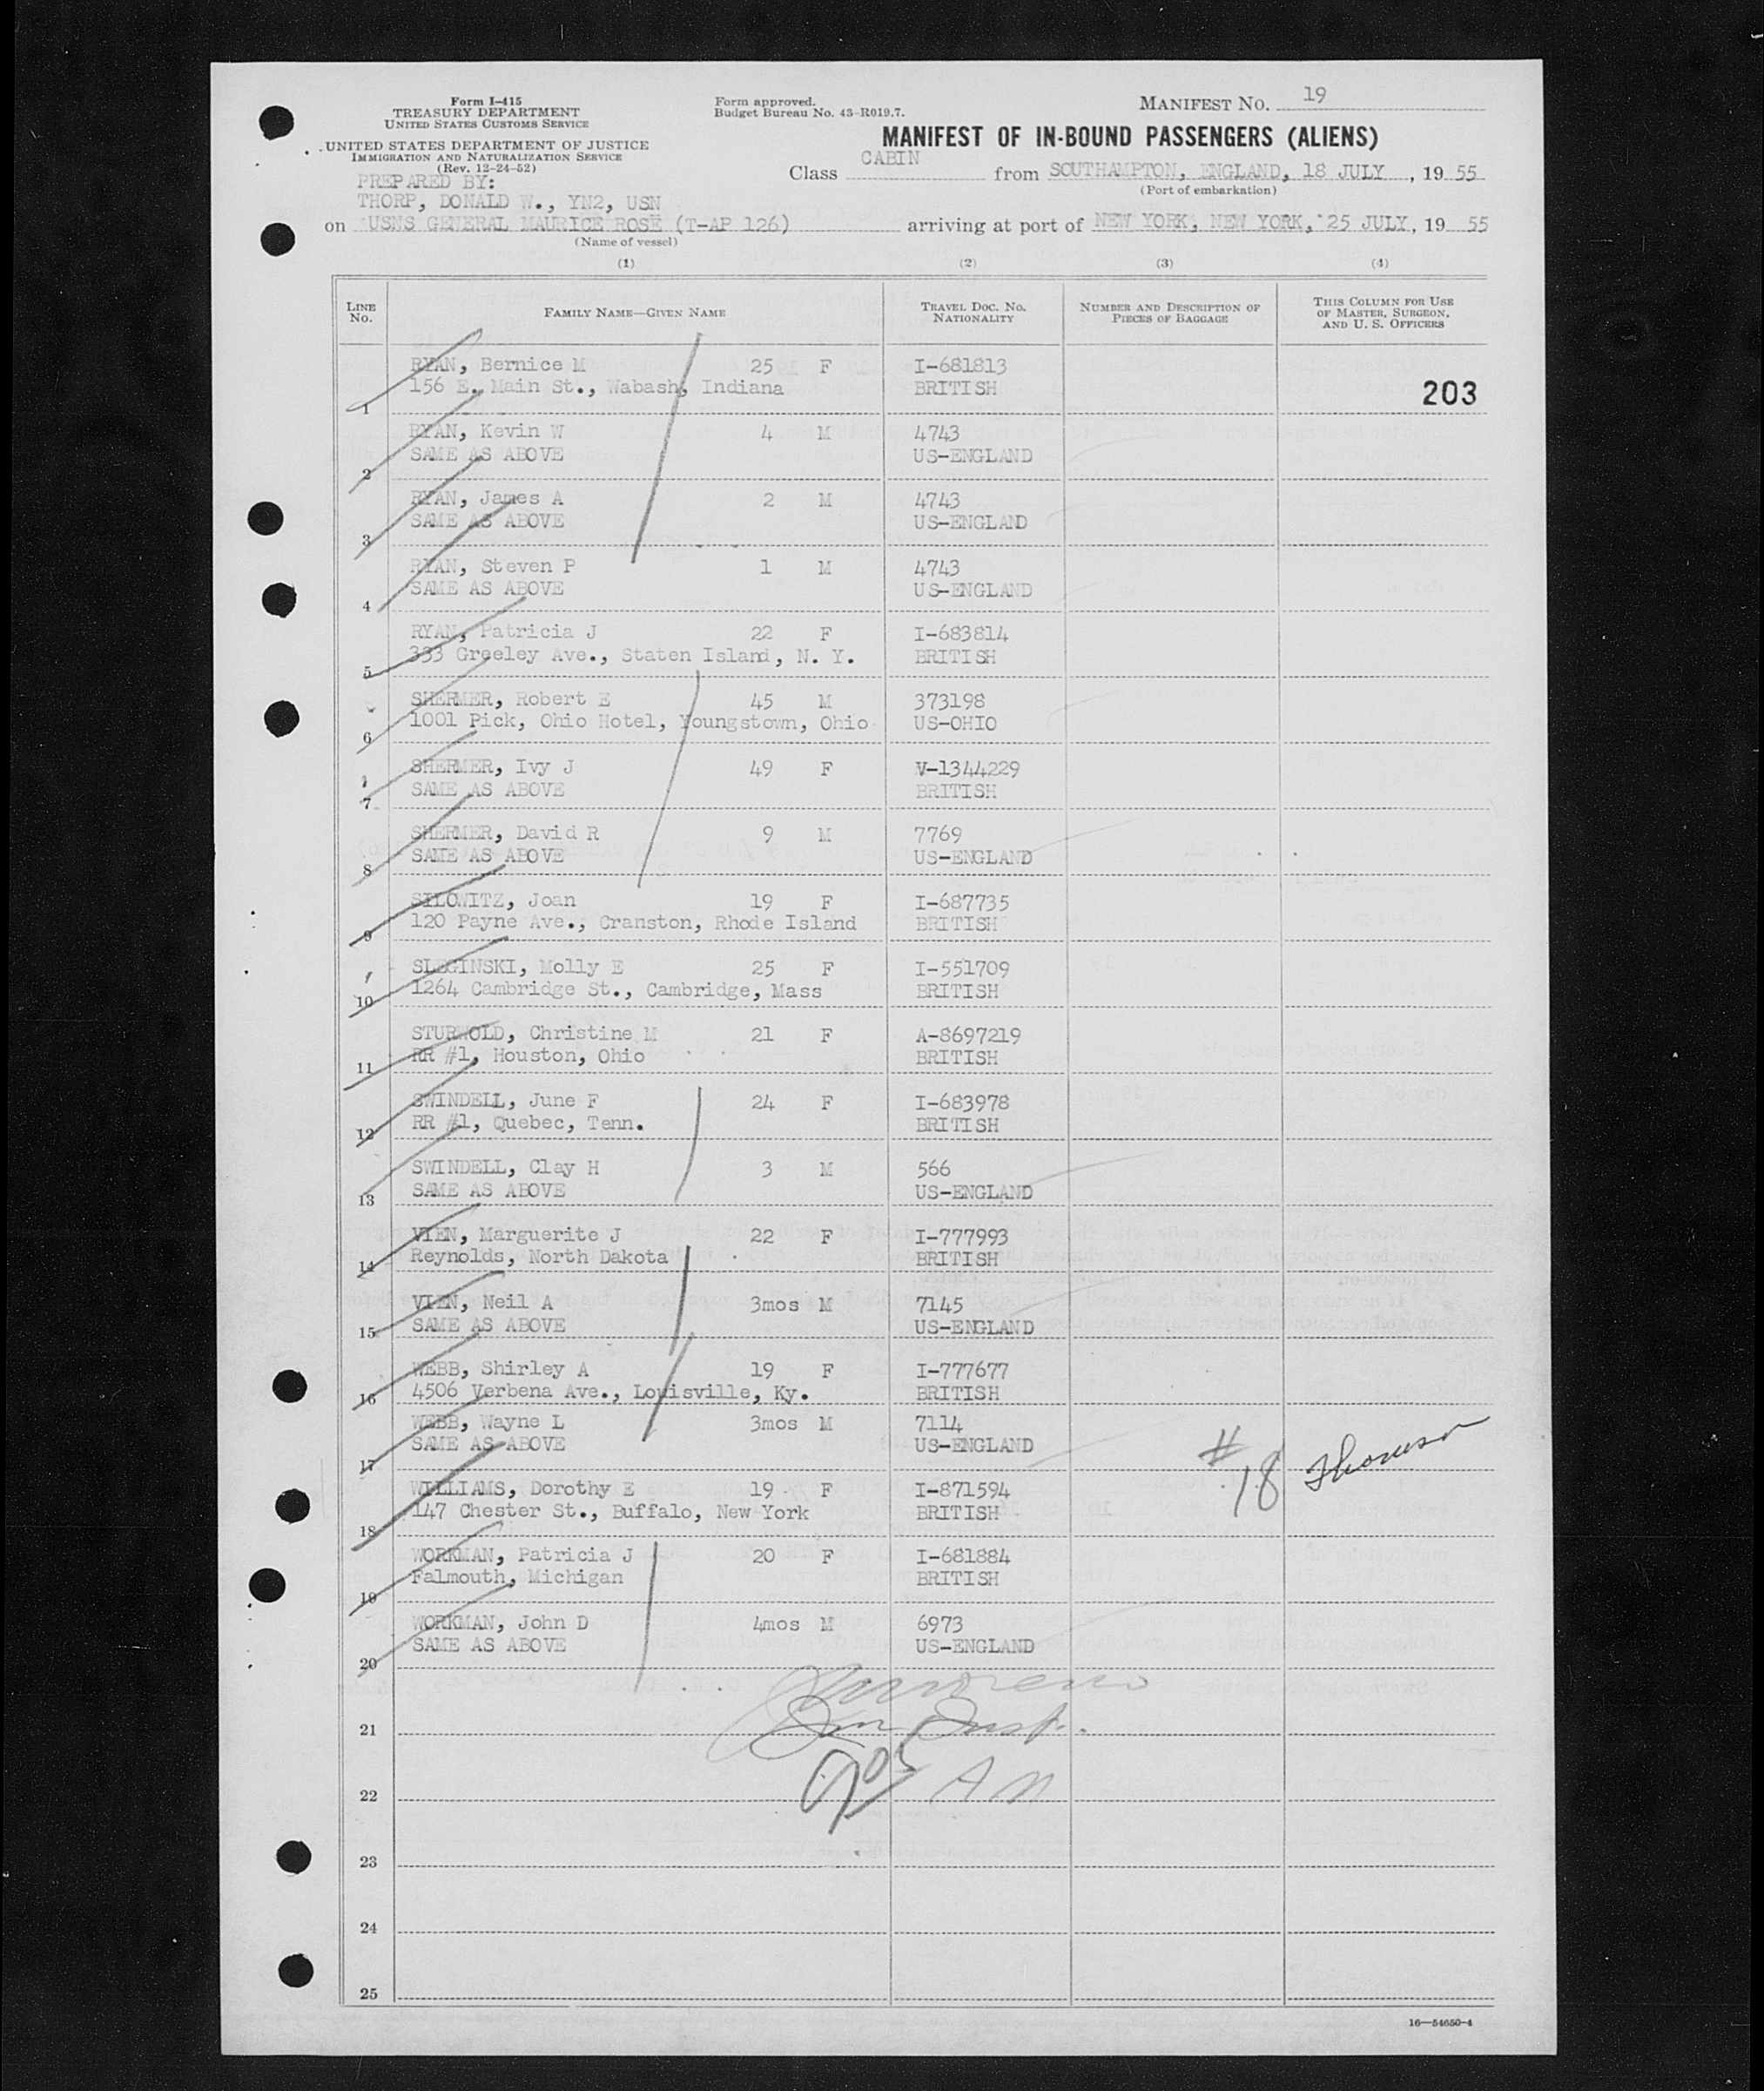 Form I-415
TREASURY DEPARTMENT
UNITED STATES CUSTOMS SERVICE
UNITED STATES DEPARTMENT OF JUSTICE
IMMIGRATION AND NATURALIZATION SERVICE
(Rev. 12-24-52)
PREPARED BY:
THORP, DONALD W., YN2, USN
Form approved.
Budget Bureau No. 43-R019.7.
MANIFEST NO. 19
MANIFEST OF IN-BOUND PASSENGERS (ALIENS)
Class CABIN from SOUTHAMPTON, ENGLAND, 18 JULY, 19 55
(Port of embarkation)
on USNS GENERAL MAURICE ROSE (T-AP 126) arriving at port of NEW YORK, NEW YORK, 25 JULY, 19 55
(Name of vessel)
(1) (2) (3) (4)
LINE NO. FAMILY NAME—GIVEN NAME TRAVEL DOC. NO. NATIONALITY NUMBER AND DESCRIPTION OF PIECES OF BAGGAGE THIS COLUMN FOR USE OF MASTER, SURGEON, AND U. S. OFFICERS
RYAN, Bernice M 25 F I-681813
156 E. Main St., Wabash, Indiana BRITISH 203
1
RYAN, Kevin W 4 M 4743
SAME AS ABOVE US-ENGLAND
2
RYAN, James A 2 M 4743
SAME AS ABOVE US-ENGLAND
3
RYAN, Steven P 1 M 4743
SAME AS ABOVE US-ENGLAND
4
RYAN, Patricia J 22 F I-683814
333 Greeley Ave., Staten Island, N. Y. BRITISH
5
SHERMER, Robert E 45 M 373198
1001 Pick, Ohio Hotel, Youngstown, Ohio US-OHIO
6
SHERMER, Ivy J 49 F V-1344229
SAME AS ABOVE BRITISH
7
SHERMER, David R 9 M 7769
SAME AS ABOVE US-ENGLAND
8
SILOWITZ, Joan 19 F I-687735
120 Payne Ave., Cranston, Rhode Island BRITISH
9
SLEGINSKI, Molly E 25 F I-551709
1264 Cambridge St., Cambridge, Mass BRITISH
10
STURWOLD, Christine M 21 F A-8697219
RR #1, Houston, Ohio BRITISH
11
SWINDELL, June F 24 F I-683978
RR #1, Quebec, Tenn. BRITISH
12
SWINDELL, Clay H 3 M 566
SAME AS ABOVE US-ENGLAND
13
VIEN, Marguerite J 22 F I-777993
Reynolds, North Dakota BRITISH
14
VIEN, Neil A 3mos M 7145
SAME AS ABOVE US-ENGLAND
15
WEBB, Shirley A 19 F I-777677
4506 Verbena Ave., Louisville, Ky. BRITISH
16
WEBB, Wayne L 3mos M 7114
SAME AS ABOVE US-ENGLAND
17
# 18 Thomson
WILLIAMS, Dorothy E 19 F I-871594
147 Chester St., Buffalo, New York BRITISH
18
WORKMAN, Patricia J 20 F I-681884
Falmouth, Michigan BRITISH
19
WORKMAN, John D 4mos M 6973
SAME AS ABOVE US-ENGLAND
20
Imm Insp.
21
905 AM
22
23
24
25
16—54650-4